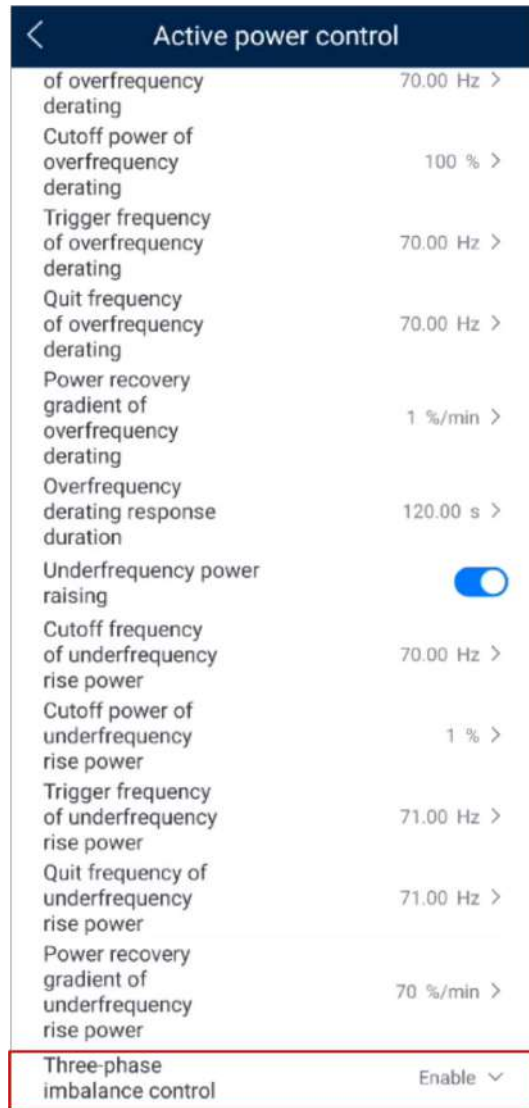 Active power control
of overfrequency 70.00 Hz >
derating
Cutoff power of
overfrequency 100 % >
derating
Trigger frequency
of overfrequency 70.00 Hz >
derating
Quit frequency
of overfrequency 70.00 Hz >
derating
Power recovery
gradient of
overfrequency 1 %/min >
derating
Overfrequency
derating response 120.00 s >
duration
Underfrequency power
raising
Cutoff frequency
of underfrequency 70.00 Hz >
rise power
Cutoff power of
underfrequency 1 % >
rise power
Trigger frequency
of underfrequency 71.00 Hz >
rise power
Quit frequency of
underfrequency 71.00 Hz >
rise power
Power recovery
gradient of
underfrequency 70 %/min >
rise power
Three-phase
imbalance control Enable